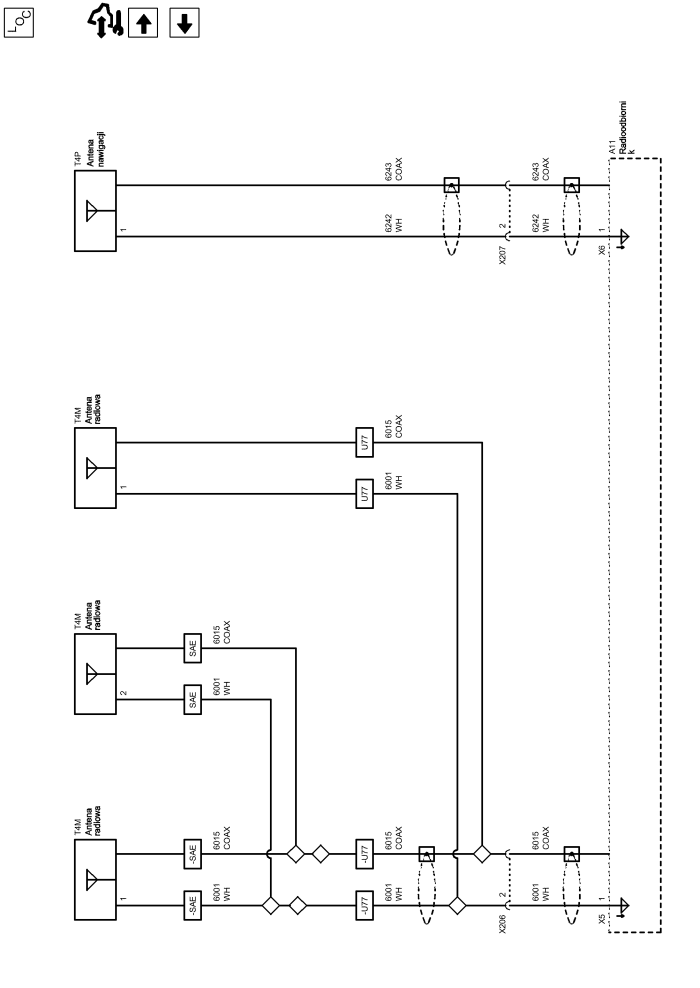 LOC
T4M
Antena
radiowa
T4M
Antena
radiowa
T4M
Antena
radiowa
T4P
Antena
nawigacji
1
2
1
1
-SAE
-SAE
SAE
SAE
6001
WH
6015
COAX
6001
WH
6015
COAX
-U77
-U77
U77
U77
6001
WH
6015
COAX
6001
WH
6015
COAX
6242
WH
6243
COAX
X206
2
X207
2
6001
WH
6015
COAX
6242
WH
6243
COAX
X5
1
X6
1
A11
Radioodbiorni
k